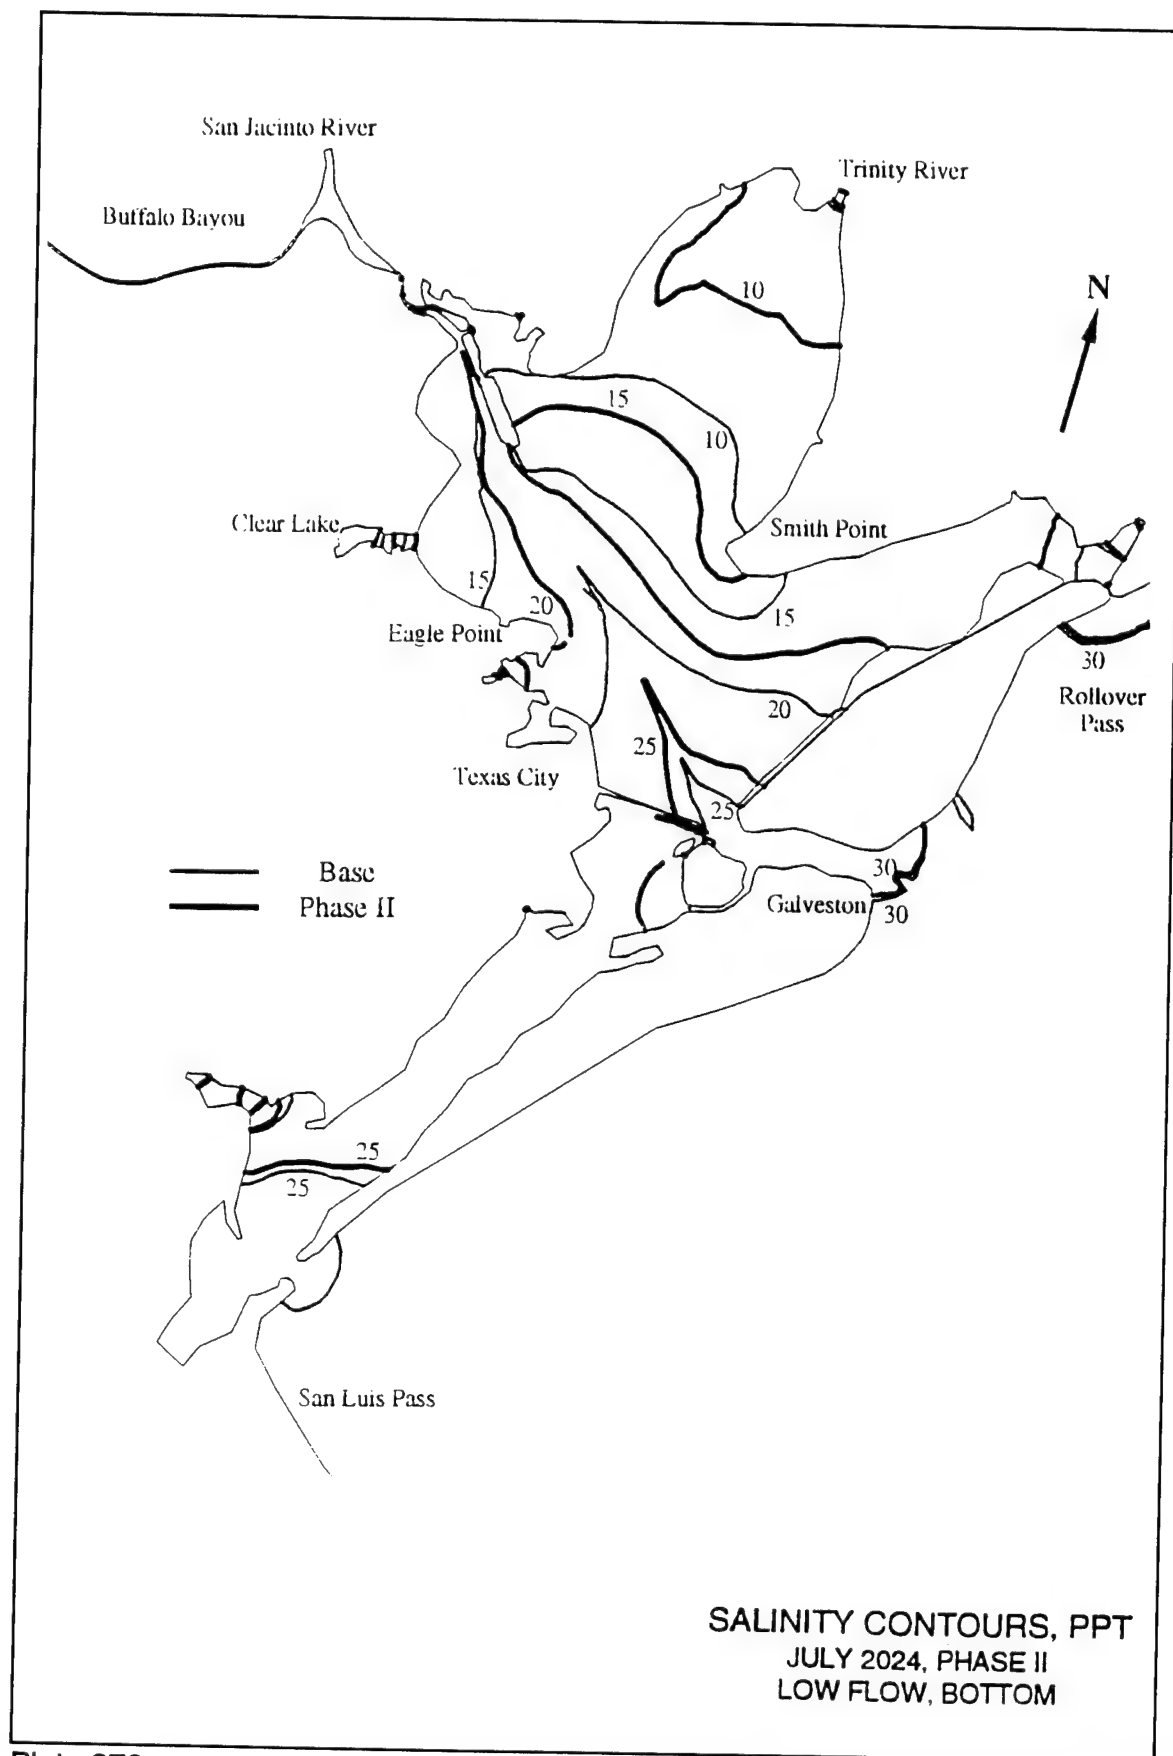 San Jacinto River
Trinity River
Buffalo Bayou
10
N
15
10
Clear Lake
Smith Point
15
20
15
Eagle Point
30
Rollover
Pass
20
25
Texas City
25
Base
30
Phase II
Galveston
30
25
25
San Luis Pass
SALINITY CONTOURS, PPT
JULY 2024, PHASE II
LOW FLOW, BOTTOM